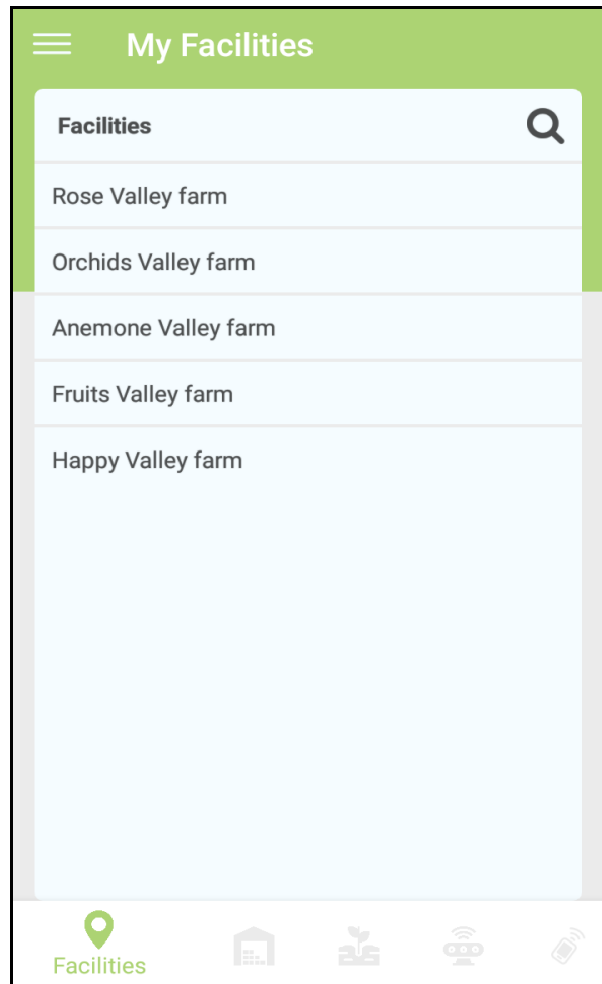 My Facilities
Facilities
Rose Valley farm
Orchids Valley farm
Anemone Valley farm
Fruits Valley farm
Happy Valley farm
Facilities